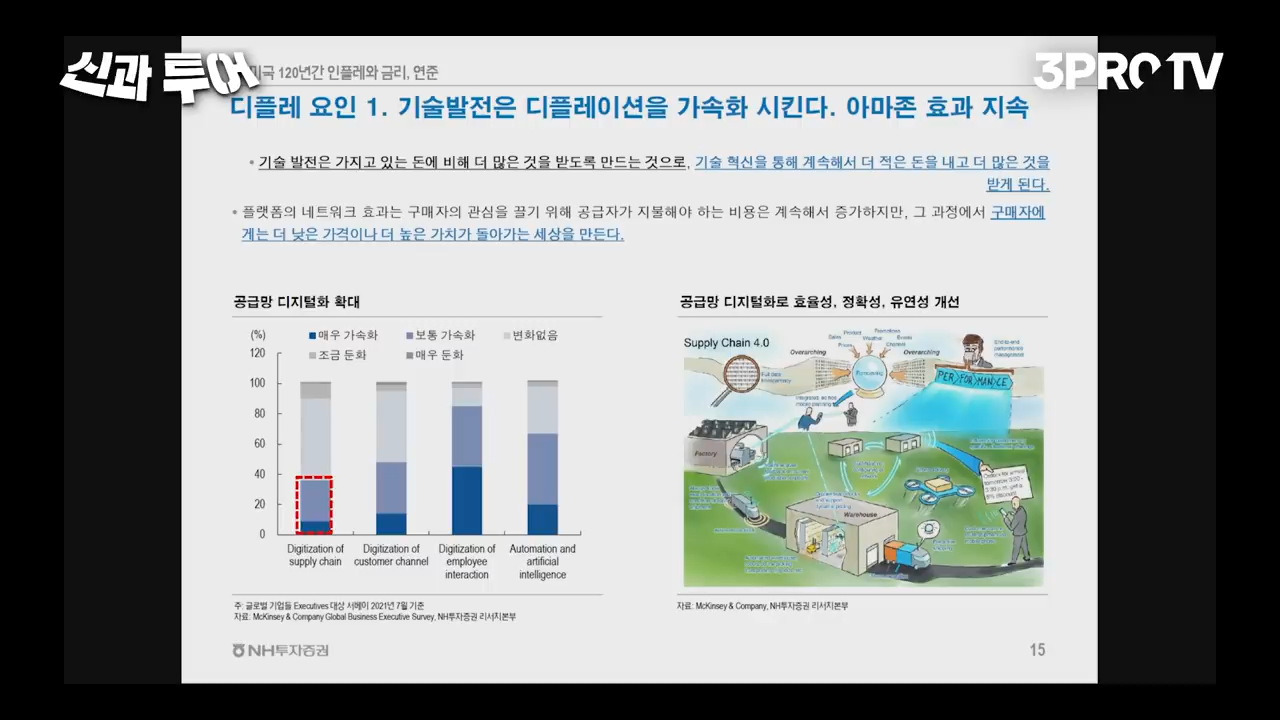 신과 투어
3PROTV
미국 120년간 인플레와 금리, 연준
디플레 요인 1. 기술발전은 디플레이션을 가속화 시킨다. 아마존 효과 지속
• 기술 발전은 가지고 있는 돈에 비해 더 많은 것을 받도록 만드는 것으로, 기술 혁신을 통해 계속해서 더 적은 돈을 내고 더 많은 것을
받게 된다.
• 플랫폼의 네트워크 효과는 구매자의 관심을 끌기 위해 공급자가 지불해야 하는 비용은 계속해서 증가하지만, 그 과정에서 구매자에
게는 더 낮은 가격이나 더 높은 가치가 돌아가는 세상을 만든다.
공급망 디지털화 확대
(%)
매우 가속화
보통 가속화
변화없음
조금 둔화
매우 둔화
120
100
80
60
40
20
0
Digitization of
supply chain
Digitization of
customer channel
Digitization of
employee
interaction
Automation and
artificial
intelligence
주: 글로벌 기업들 Executives 대상 서베이 2021년 7월 기준
자료: McKinsey & Company Global Business Executive Survey, NH투자증권 리서치본부
공급망 디지털화로 효율성, 정확성, 유연성 개선
Supply Chain 4.0
Overarching
Overarching
Forecasting
PER)FOR)MAN(CE
Factory
Warehouse
자료: McKinsey & Company, NH투자증권 리서치본부
NH투자증권
15